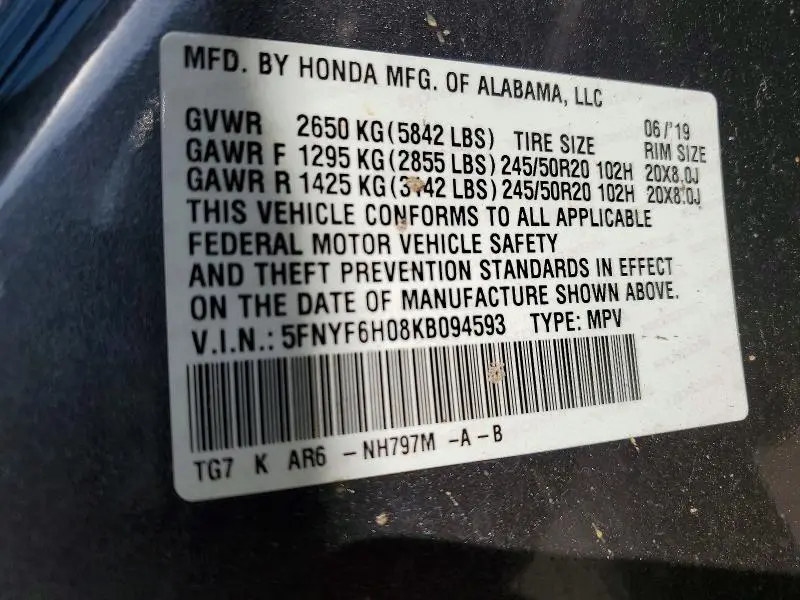 MFD. BY HONDA MFG. OF ALABAMA, LLC
06/'19
GVWR 2650 KG (5842 LBS) TIRE SIZE RIM SIZE
GAWR F 1295 KG (2855 LBS) 245/50R20 102H 20X8.0J
GAWR R 1425 KG (3142 LBS) 245/50R20 102H 20X8.0J
THIS VEHICLE CONFORMS TO ALL APPLICABLE
FEDERAL MOTOR VEHICLE SAFETY
AND THEFT PREVENTION STANDARDS IN EFFECT
ON THE DATE OF MANUFACTURE SHOWN ABOVE.
V.I.N.: 5FNYF6H08KB094593 TYPE: MPV
TG7 K AR6 - NH797M -A - B